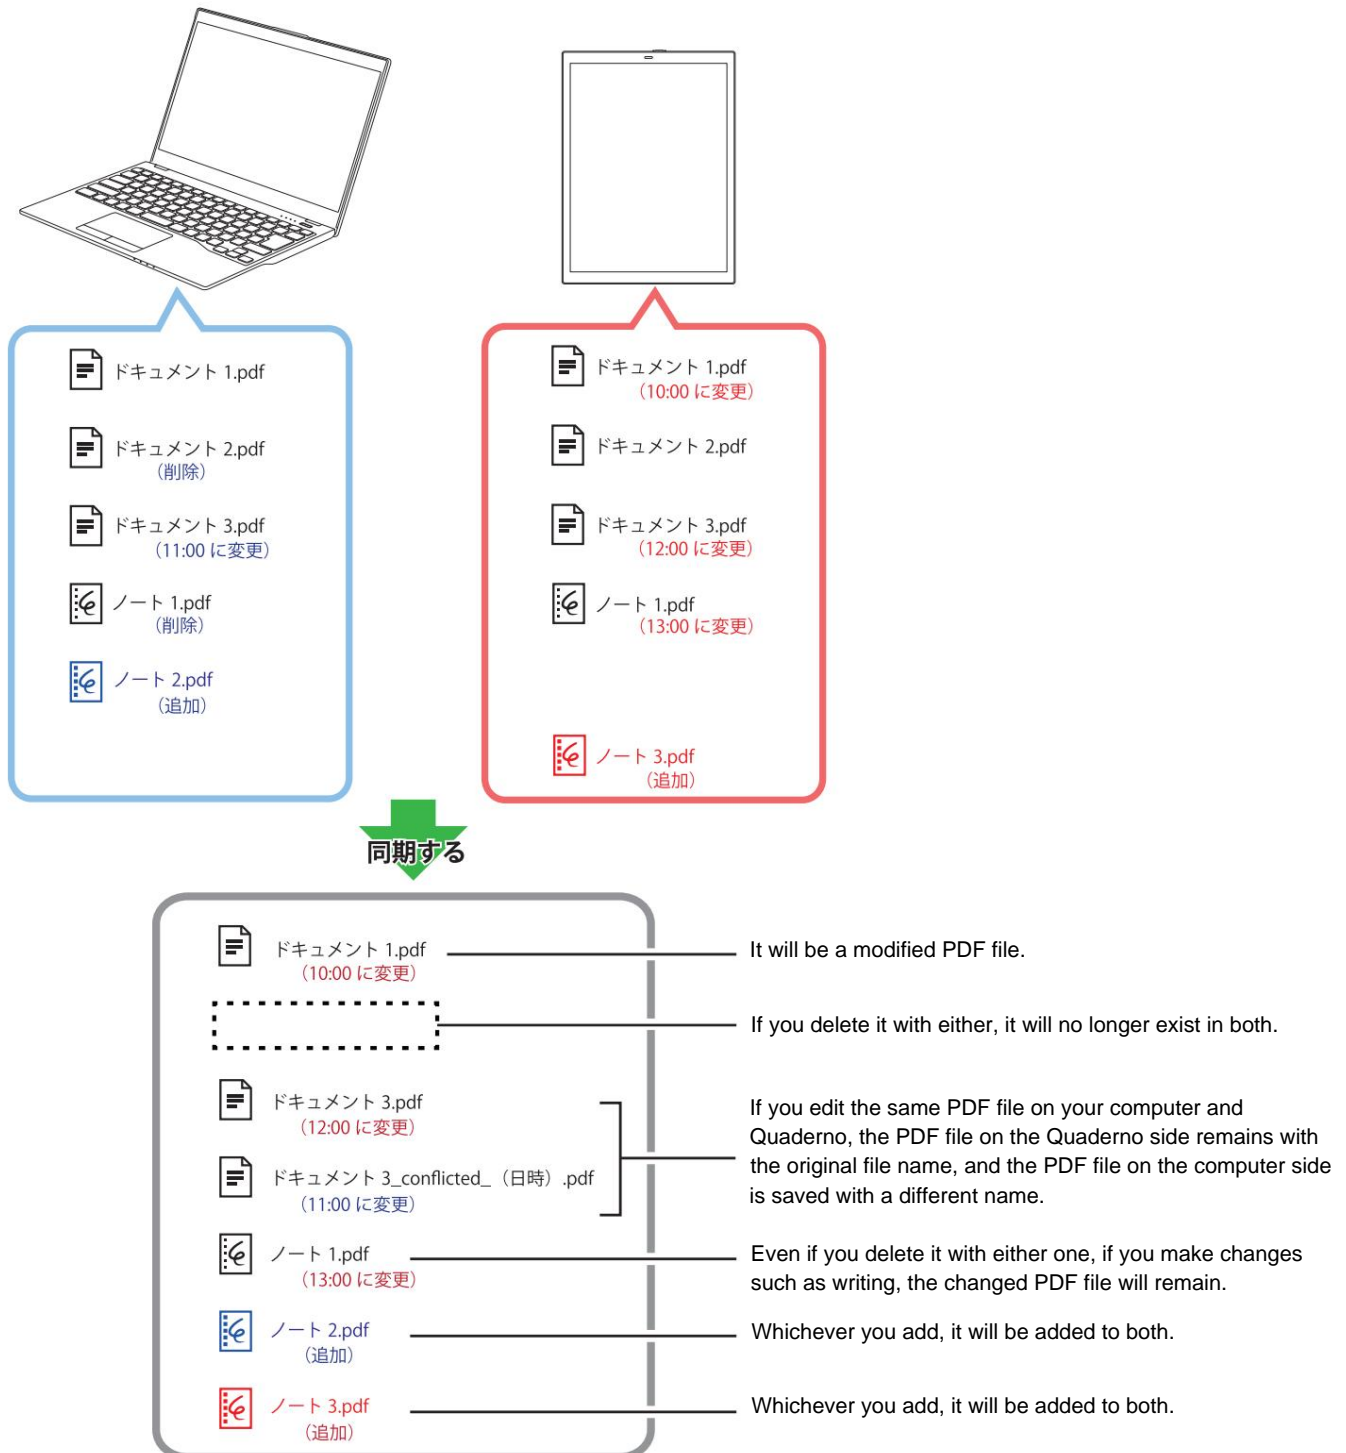 ドキュメント 1.pdf
ドキュメント 2.pdf
（削除）
ドキュメント 3.pdf
（11:00 に変更）
ノート 1.pdf
（削除）
ノート 2.pdf
（追加）
ドキュメント 1.pdf
（10:00 に変更）
ドキュメント 2.pdf
ドキュメント 3.pdf
（12:00 に変更）
ノート 1.pdf
（13:00 に変更）
ノート 3.pdf
（追加）
同期する
ドキュメント 1.pdf
（10:00 に変更）
It will be a modified PDF file.
If you delete it with either, it will no longer exist in both.
ドキュメント 3.pdf
（12:00 に変更）
ドキュメント 3_conflicted_（日時）.pdf
（11:00 に変更）
If you edit the same PDF file on your computer and
Quaderno, the PDF file on the Quaderno side remains with
the original file name, and the PDF file on the computer side
is saved with a different name.
ノート 1.pdf
（13:00 に変更）
Even if you delete it with either one, if you make changes
such as writing, the changed PDF file will remain.
ノート 2.pdf
（追加）
Whichever you add, it will be added to both.
ノート 3.pdf
（追加）
Whichever you add, it will be added to both.